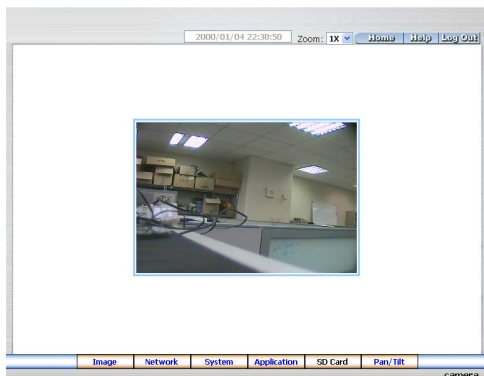 2000/01/04 22:38:50 Zoom: 1X Home Help Log Out
Image Network System Application SD Card Pan/Tilt
camera